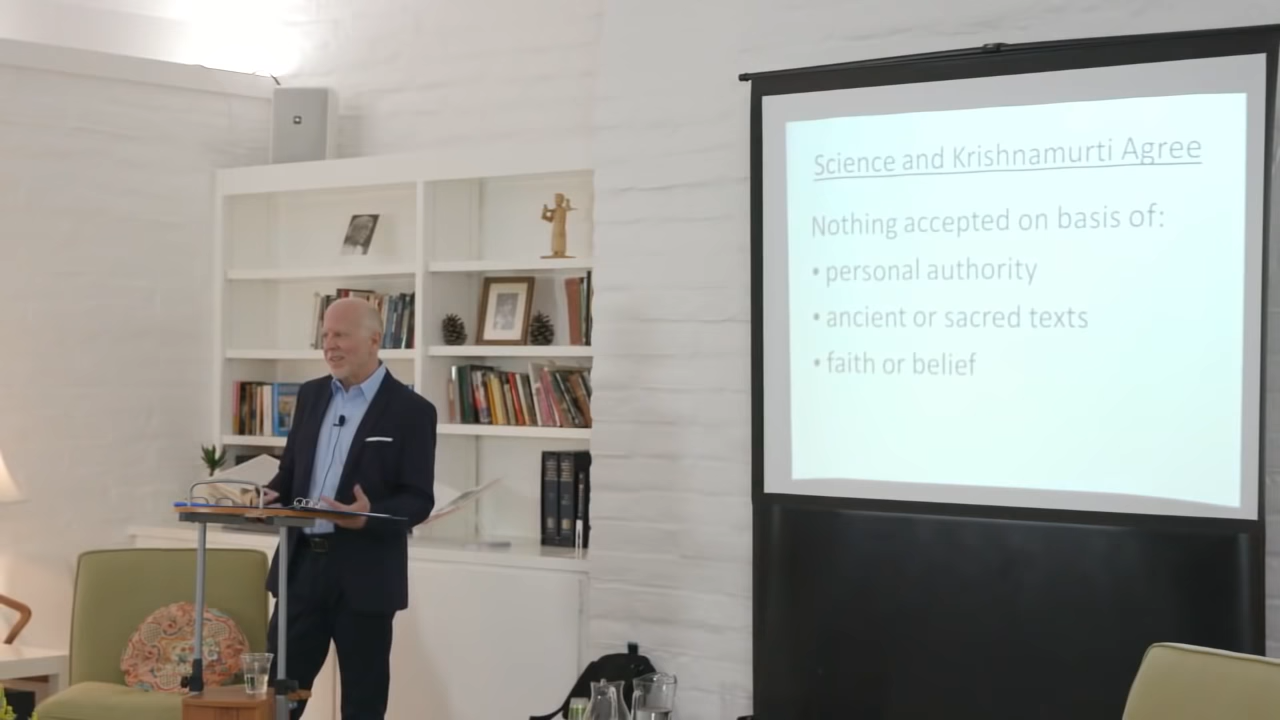 Science and Krishnamurti Agree
Nothing accepted on basis of:
• personal authority
• ancient or sacred texts
• faith or belief